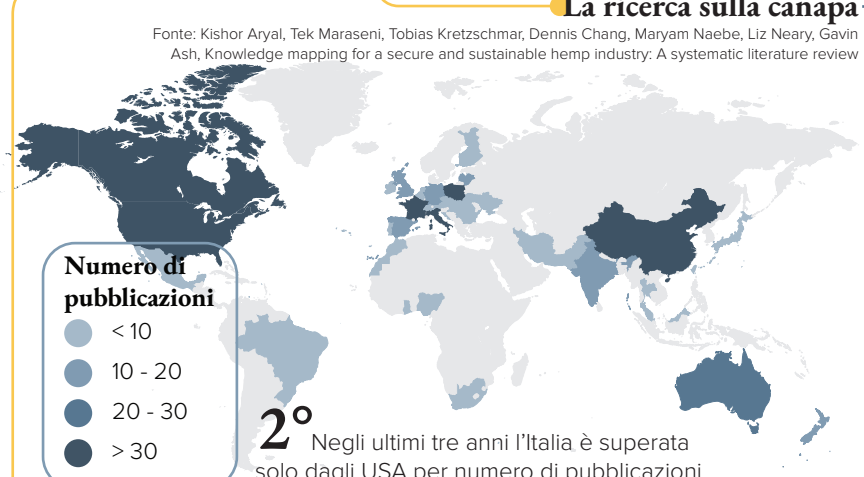 La ricerca sulla canapa
Fonte: Kishor Aryal, Tek Maraseni, Tobias Kretzschmar, Dennis Chang, Maryam Naebe, Liz Neary, Gavin
Ash, Knowledge mapping for a secure and sustainable hemp industry: A systematic literature review
Numero di
pubblicazioni
< 10
10 - 20
20 - 30
> 30
2° Negli ultimi tre anni l'Italia è superata
solo dagli USA per numero di pubblicazioni